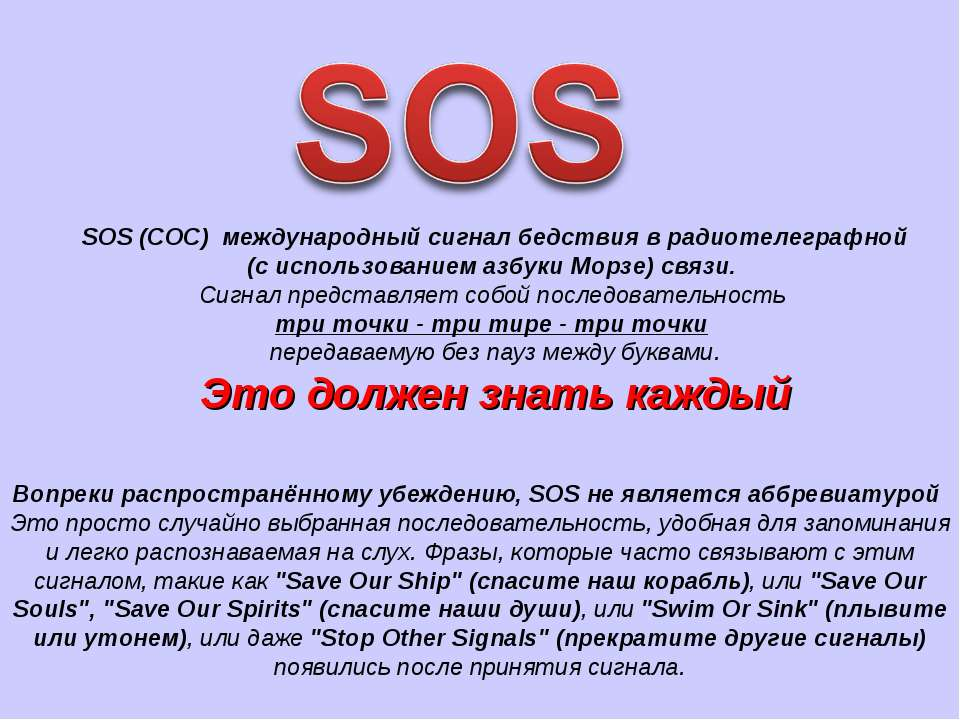 SOS
SOS (СОС) международный сигнал бедствия в радиотелеграфной
(с использованием азбуки Морзе) связи.
Сигнал представляет собой последовательность
три точки - три тире - три точки
передаваемую без пауз между буквами.
Это должен знать каждый
Вопреки распространённому убеждению, SOS не является аббревиатурой
Это просто случайно выбранная последовательность, удобная для запоминания
и легко распознаваемая на слух. Фразы, которые часто связывают с этим
сигналом, такие как "Save Our Ship" (спасите наш корабль), или "Save Our
Souls", "Save Our Spirits" (спасите наши души), или "Swim Or Sink" (плывите
или утонем), или даже "Stop Other Signals" (прекратите другие сигналы)
появились после принятия сигнала.